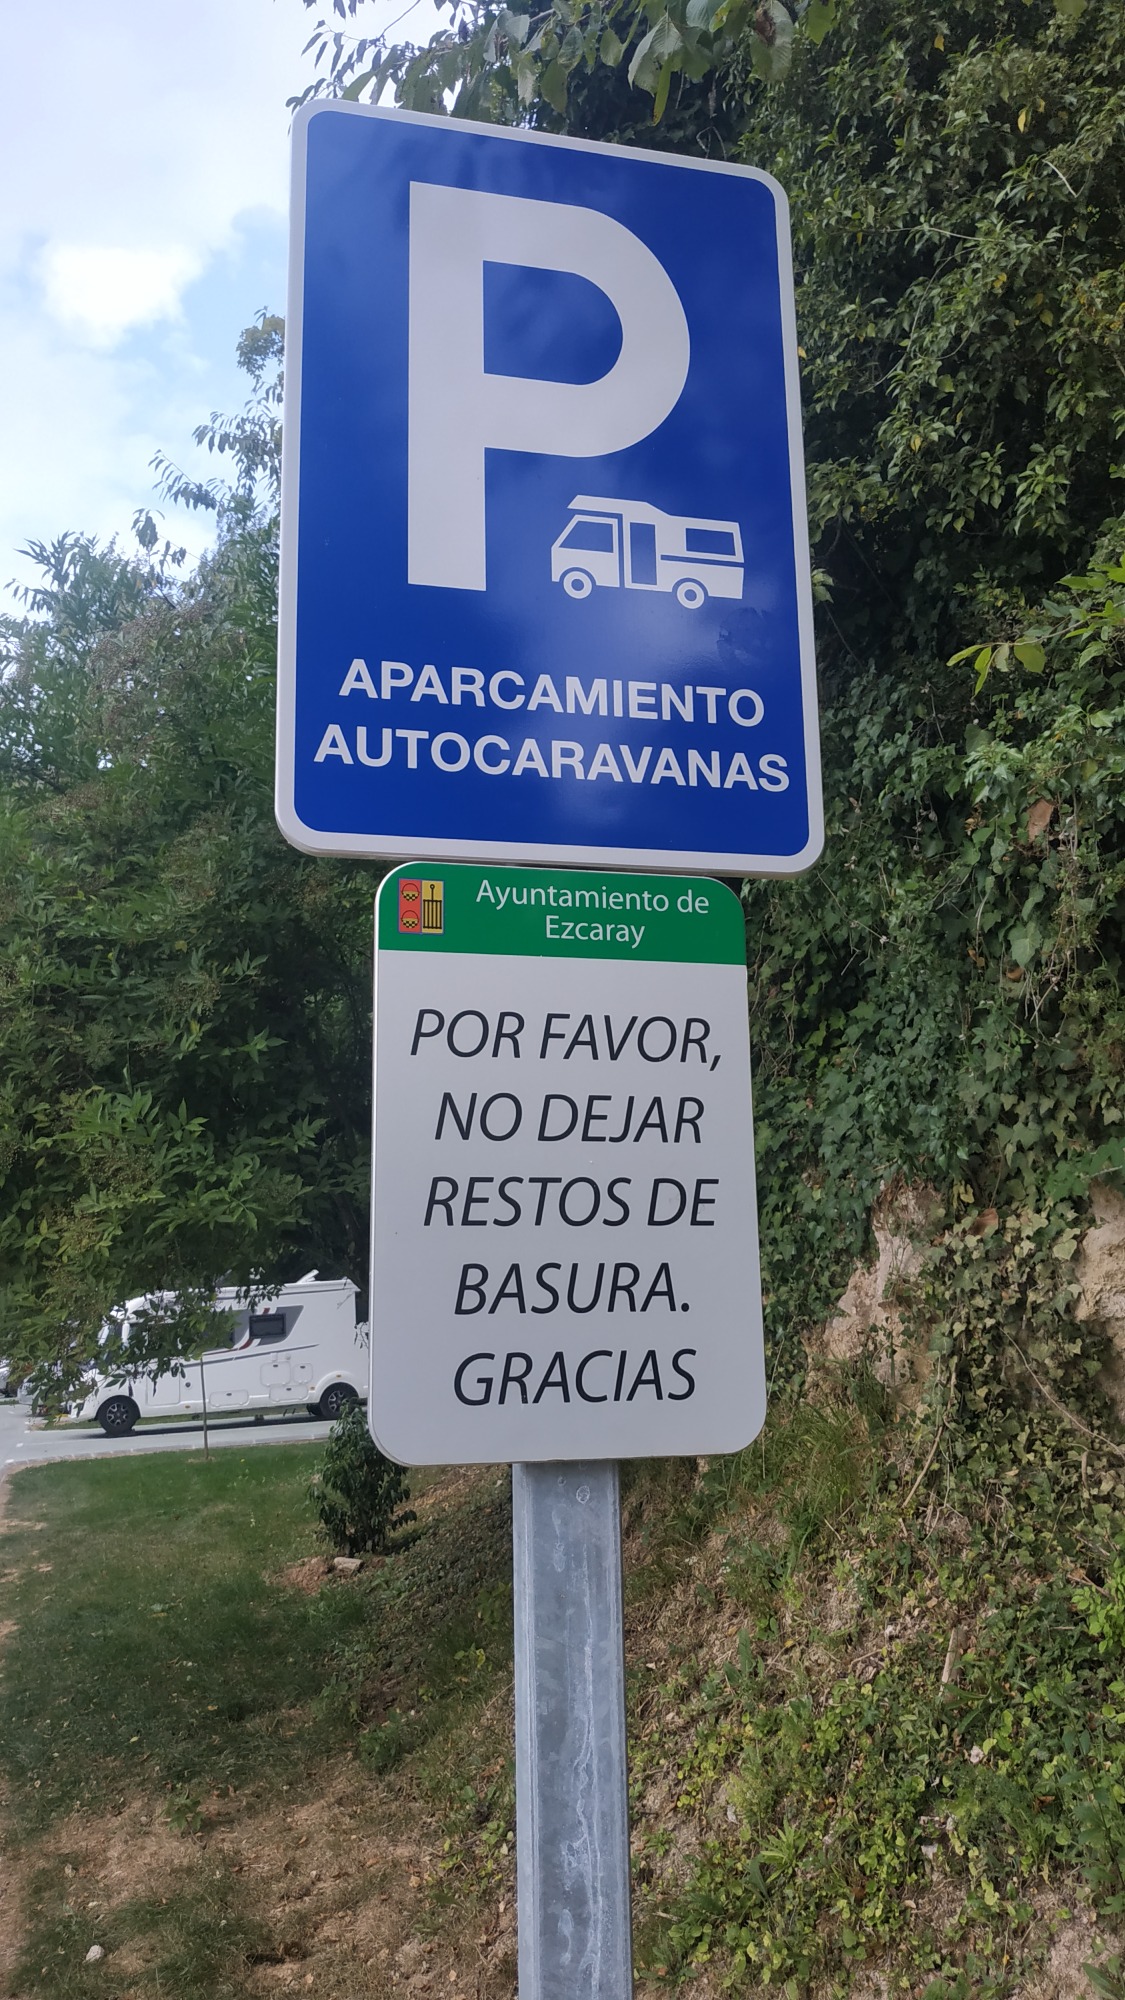 P
APARCAMIENTO
AUTOCARAVANAS
Ayuntamiento de
Ezcaray
POR FAVOR,
NO DEJAR
RESTOS DE
BASURA.
GRACIAS